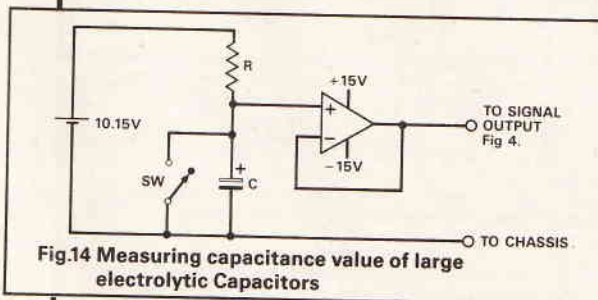 R
+15V
+
10.15V
−
TO SIGNAL
OUTPUT
Fig 4.
−15V
SW
+
C
TO CHASSIS
Fig.14 Measuring capacitance value of large
electrolytic Capacitors